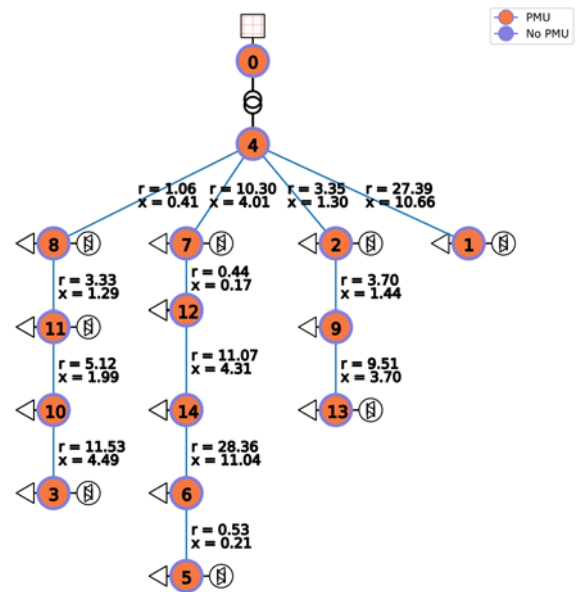 PMU
No PMU
0
4
r = 1.06
x = 0.41
r = 10.30
x = 4.01
r = 3.35
x = 1.30
r = 27.39
x = 10.66
8
7
2
1
r = 3.33
x = 1.29
r = 0.44
x = 0.17
r = 3.70
x = 1.44
11
12
9
r = 5.12
x = 1.99
r = 11.07
x = 4.31
r = 9.51
x = 3.70
10
14
13
r = 11.53
x = 4.49
r = 28.36
x = 11.04
3
6
r = 0.53
x = 0.21
5